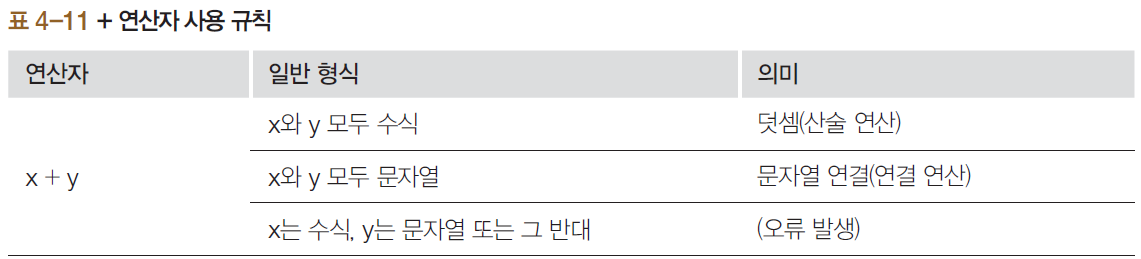 표 4-11 + 연산자 사용 규칙
연산자 일반 형식 의미
x와 y 모두 수식 덧셈(산술 연산)
x + y x와 y 모두 문자열 문자열 연결(연결 연산)
x는 수식, y는 문자열 또는 그 반대 (오류 발생)